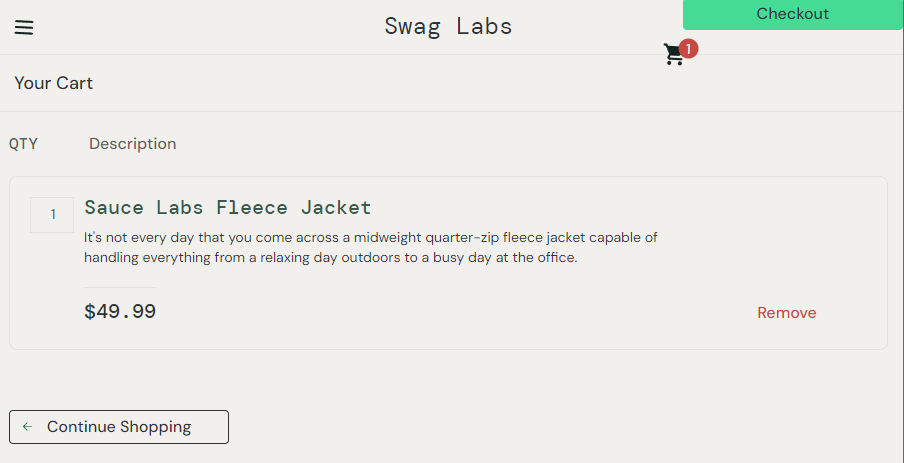 Swag Labs
Checkout
1
Your Cart
QTY
Description
1
Sauce Labs Fleece Jacket
It's not every day that you come across a midweight quarter-zip fleece jacket capable of
handling everything from a relaxing day outdoors to a busy day at the office.
$49.99
Remove
← Continue Shopping